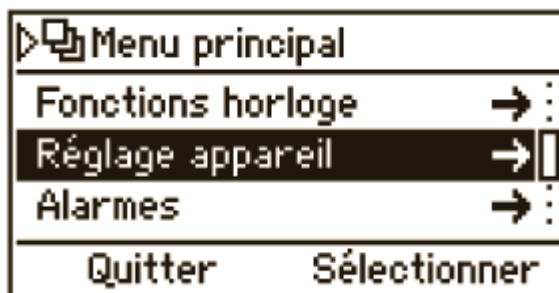 Menu principal
Fonctions horloge
Réglage appareil
Alarmes
Quitter Sélectionner